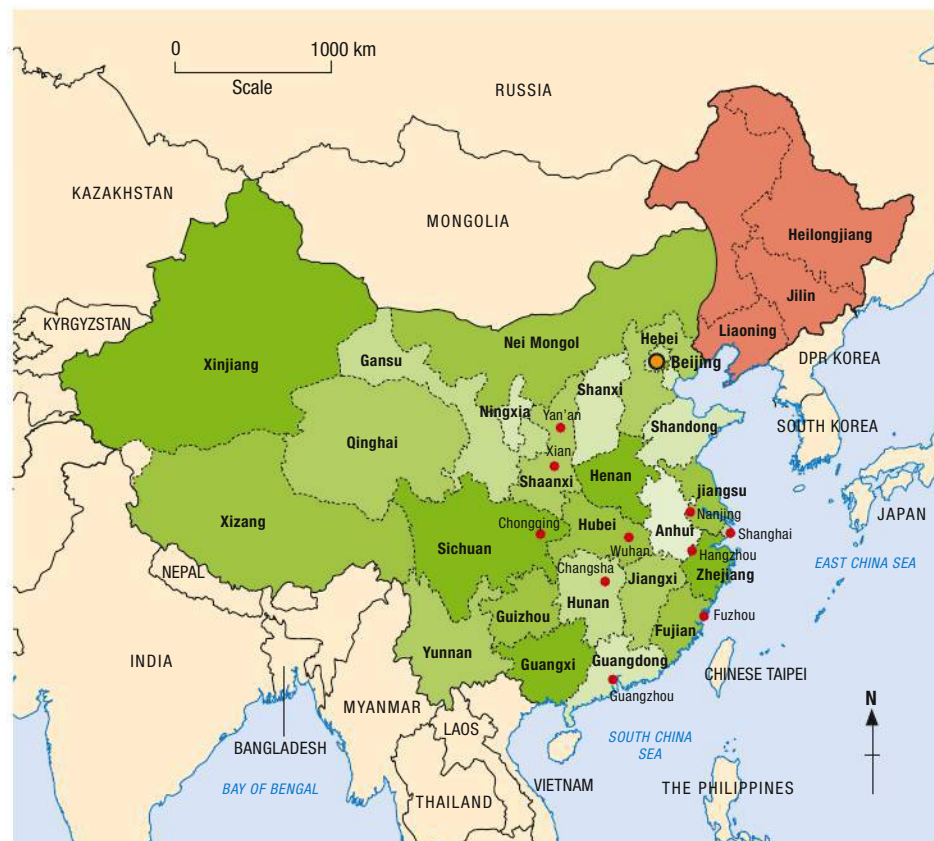 0 1000 km
Scale
RUSSIA
KAZAKHSTAN
MONGOLIA
Heilongjiang
Jilin
Liaoning
KYRGYZSTAN
Xinjiang
Gansu
Nei Mongol
Hebei
Beijing
DPR KOREA
Shanxi
Ningxia
Yan'an
Shandong
SOUTH KOREA
Qinghai
Xian
Shaanxi
Henan
jiangsu
Nanjing
JAPAN
Xizang
Chongqing
Hubei
Anhui
Shanghai
Sichuan
Wuhan
Hangzhou
EAST CHINA SEA
NEPAL
Changsha
Jiangxi
Zhejiang
Hunan
Guizhou
Fuzhou
Fujian
Yunnan
Guangxi
Guangdong
INDIA
CHINESE TAIPEI
Guangzhou
N
MYANMAR
LAOS
BANGLADESH
SOUTH CHINA
SEA
BAY OF BENGAL
VIETNAM
THE PHILIPPINES
THAILAND